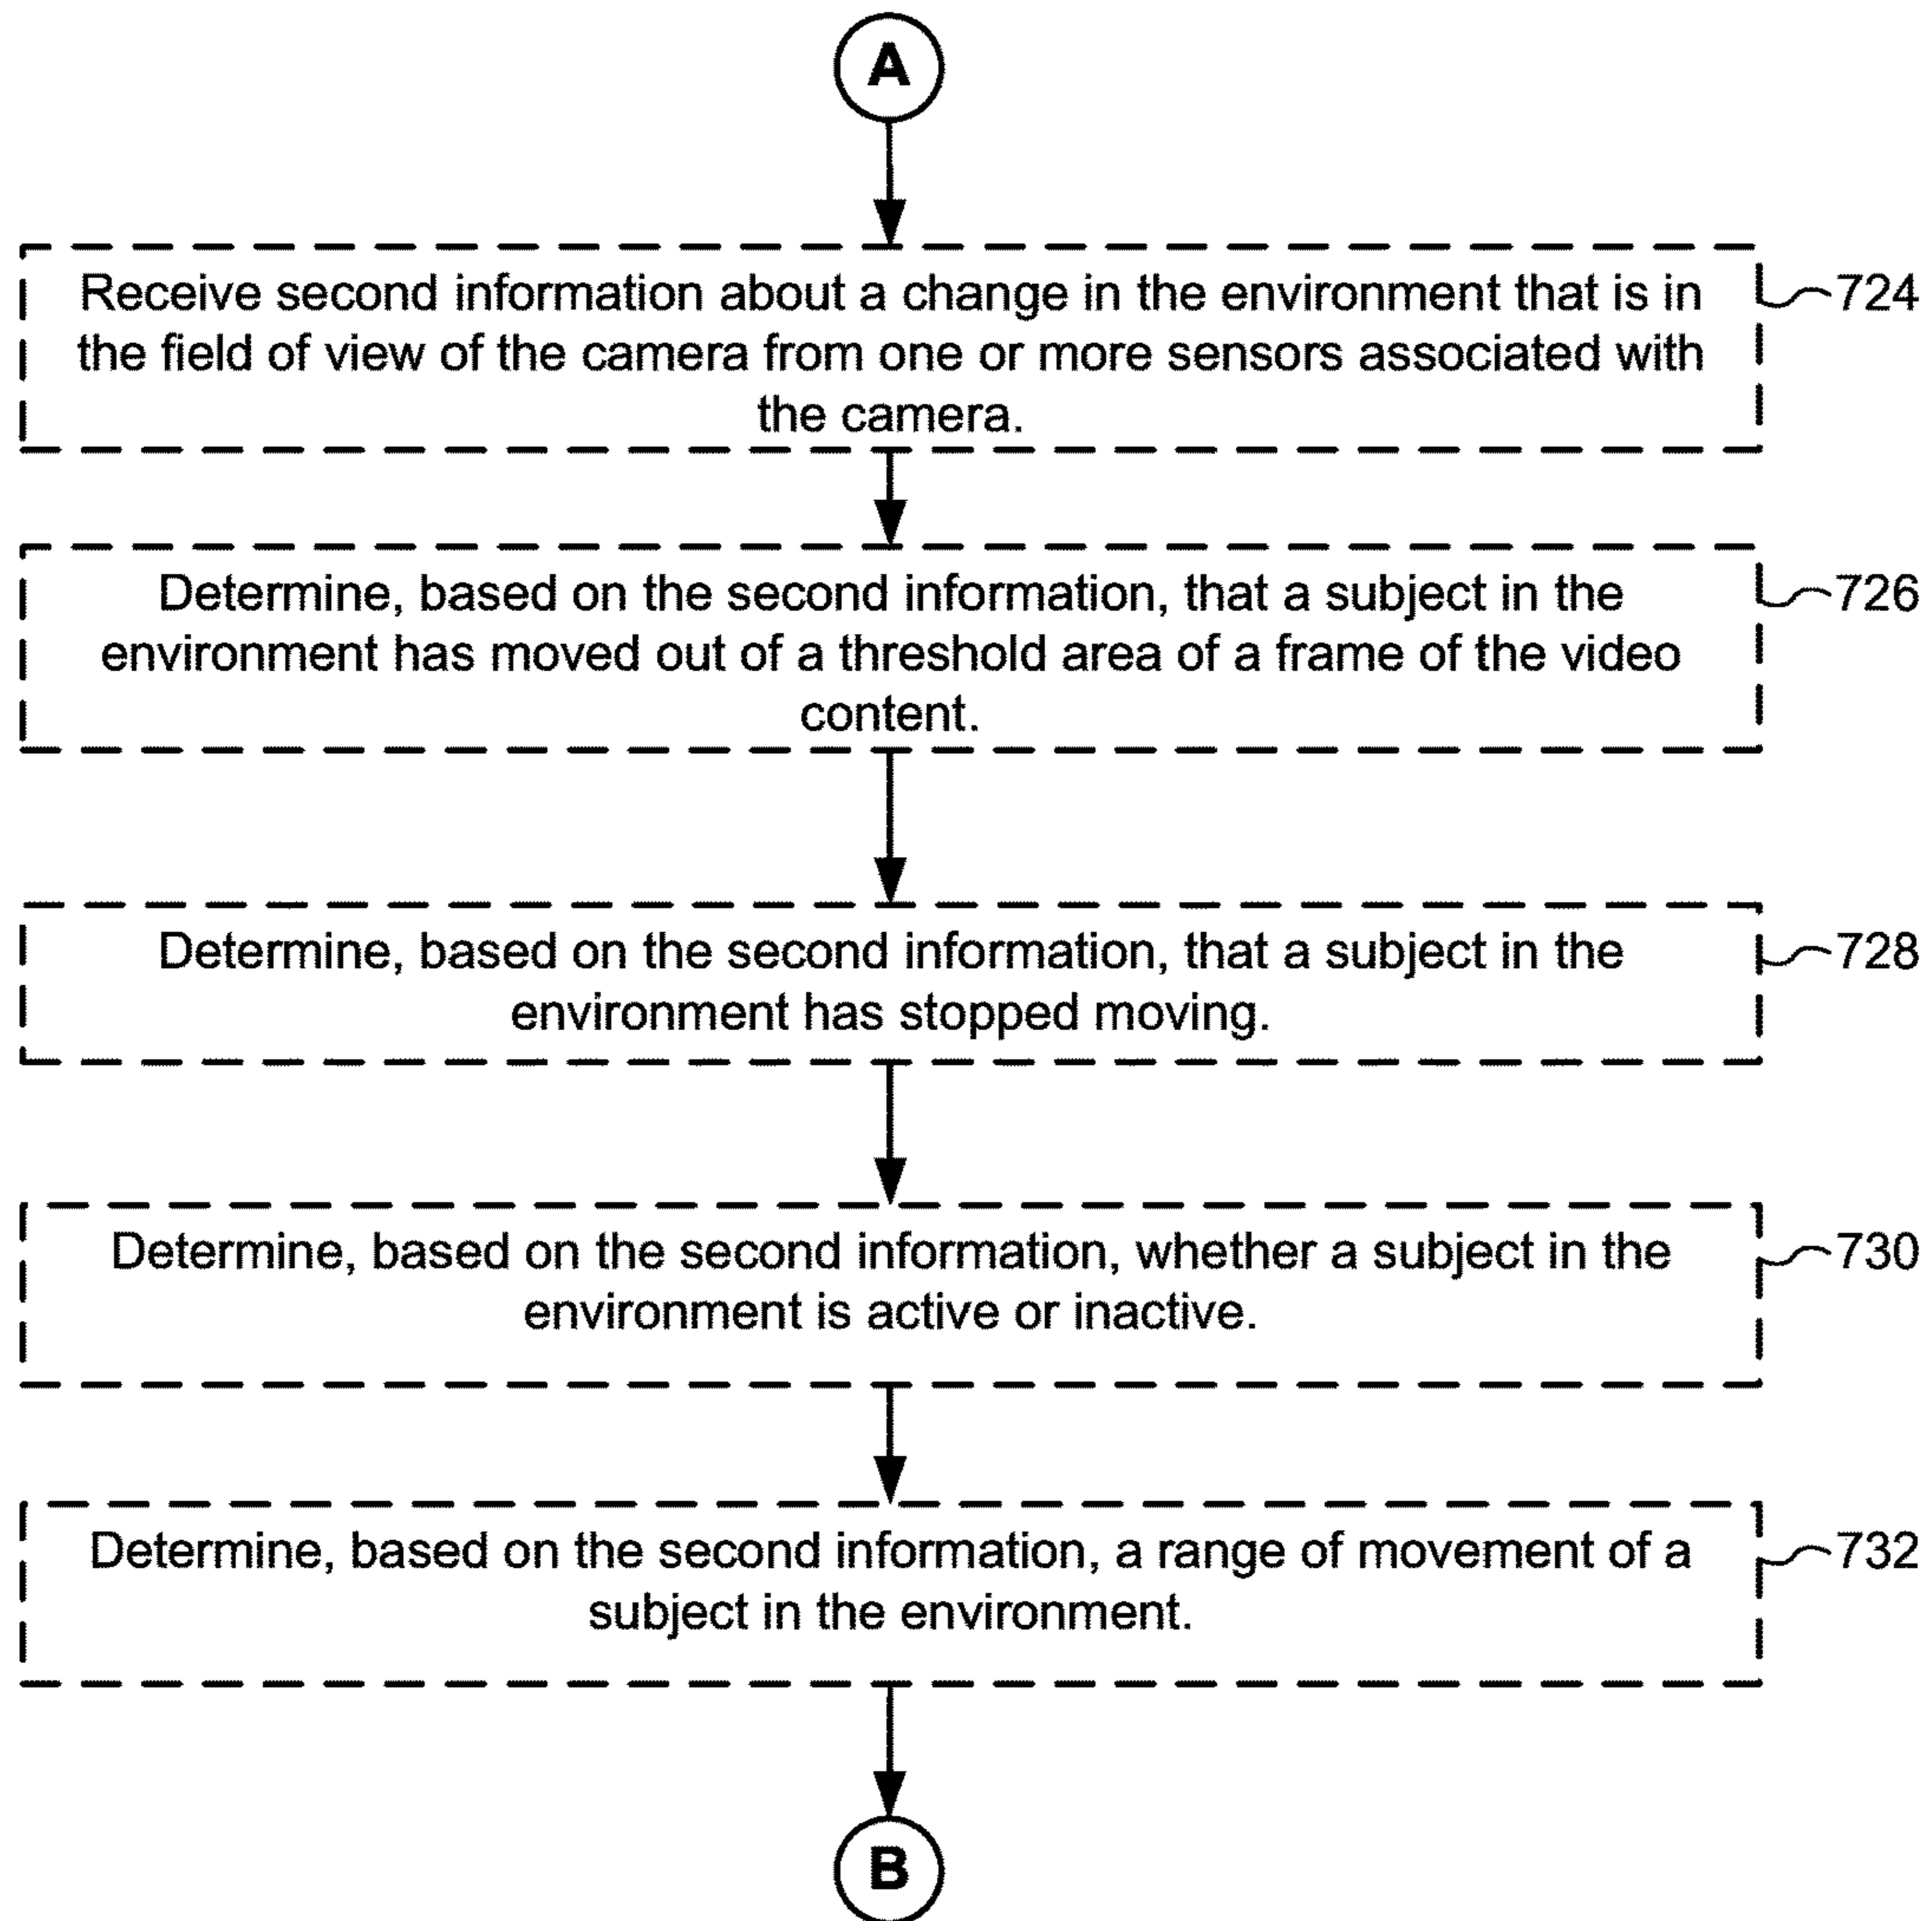 A
Receive second information about a change in the environment that is in
the field of view of the camera from one or more sensors associated with
the camera.
724
Determine, based on the second information, that a subject in the
environment has moved out of a threshold area of a frame of the video
content.
726
Determine, based on the second information, that a subject in the
environment has stopped moving.
728
Determine, based on the second information, whether a subject in the
environment is active or inactive.
730
Determine, based on the second information, a range of movement of a
subject in the environment.
732
B